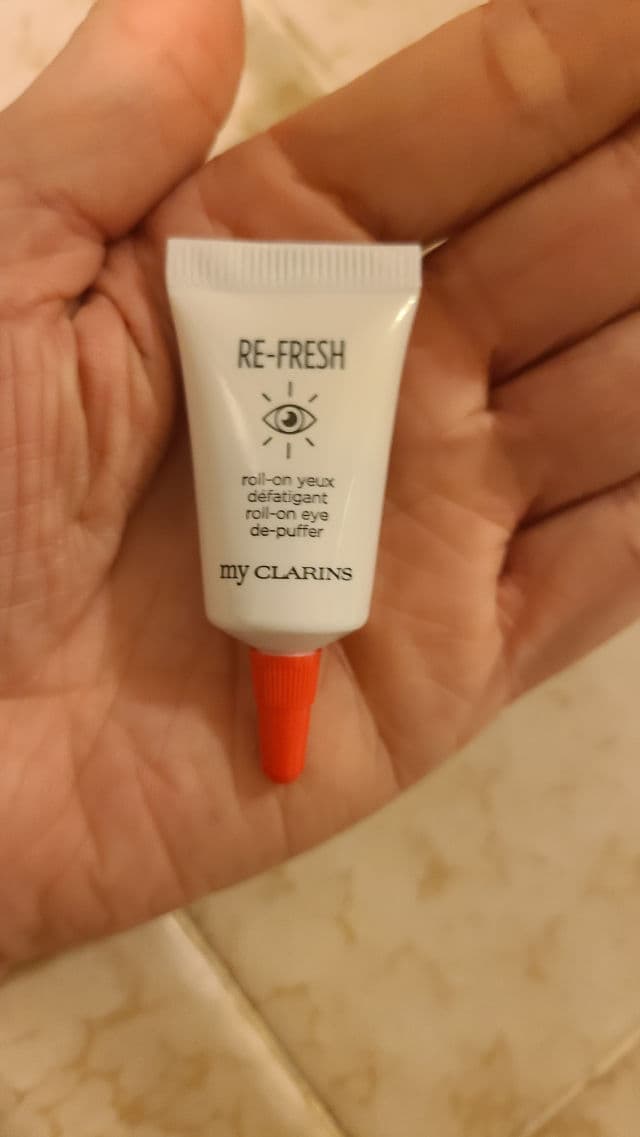 RE-FRESH
roll-on yeux
défatigant
roll-on eye
de-puffer
my CLARINS